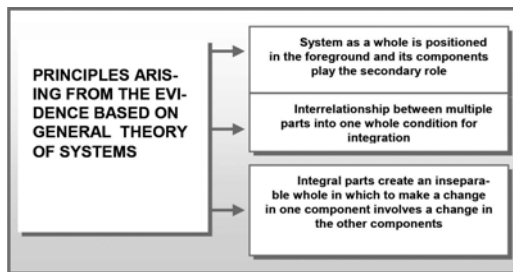 PRINCIPLES ARIS-
ING FROM THE EVI-
DENCE BASED ON
GENERAL THEORY
OF SYSTEMS
System as a whole is positioned
in the foreground and its components
play the secondary role
Interrelationship between multiple
parts into one whole condition for
integration
Integral parts create an insepara-
ble whole in which to make a change
in one component involves a change in
the other components